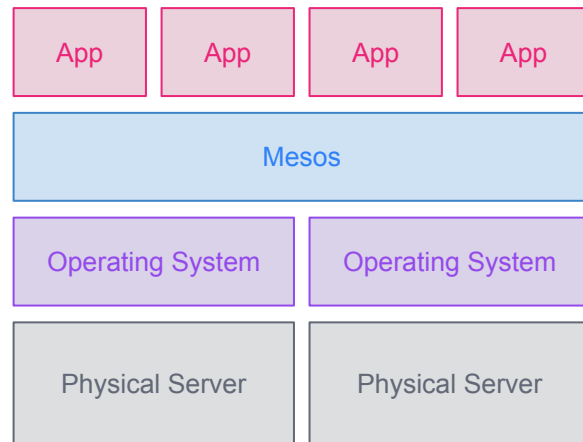 App App App App
Mesos
Operating System Operating System
Physical Server Physical Server